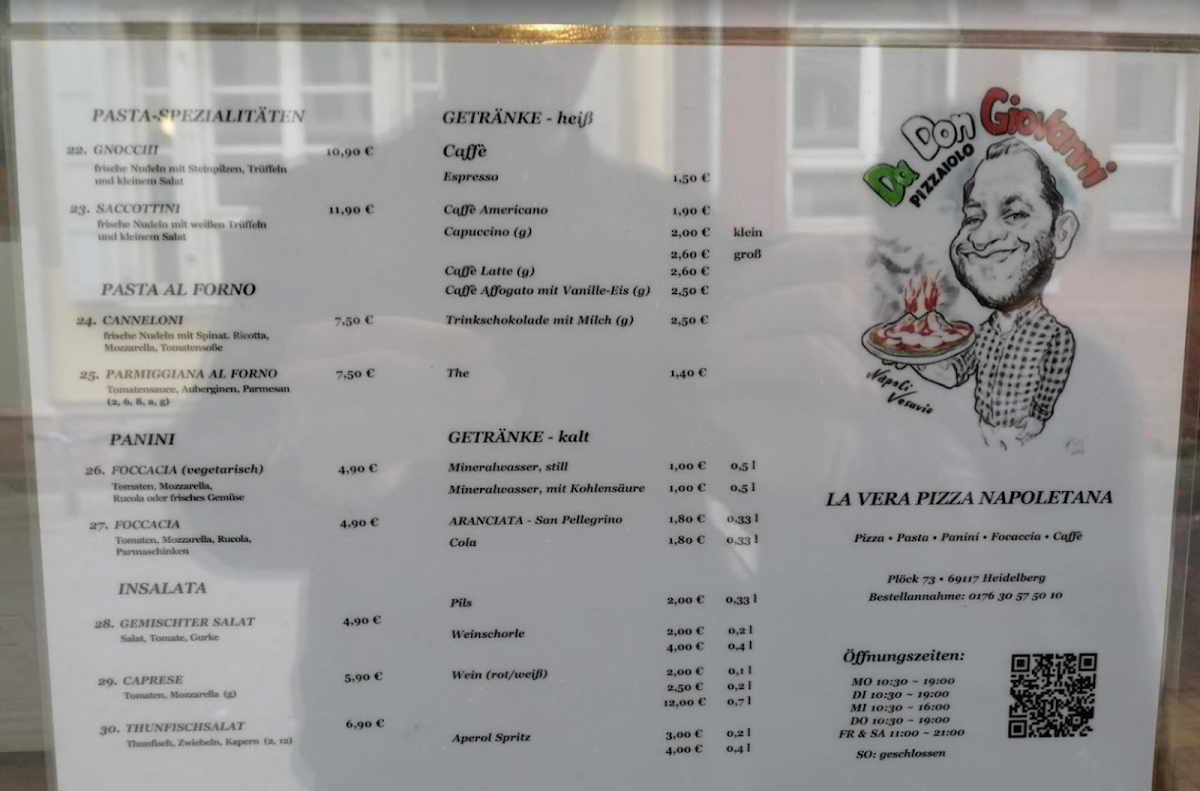 PASTA-SPEZIALITÄTEN
22. GNOCCHI 10,90 €
frische Nudeln mit Steinpilzen, Trüffeln
und kleinem Salat
23. SACCOTTINI 11,90 €
frische Nudeln mit weißen Trüffeln
und kleinem Salat
PASTA AL FORNO
24. CANNELONI 7,50 €
frische Nudeln mit Spinat, Ricotta,
Mozzarella, Tomatensoße
25. PARMIGGIANA AL FORNO 7,50 €
Tomatensauce, Auberginen, Parmesan
(2, 6, 8, a, g)
PANINI
26. FOCCACIA (vegetarisch) 4,90 €
Tomaten, Mozzarella,
Rucola oder frisches Gemüse
27. FOCCACIA 4,90 €
Tomaten, Mozzarella, Rucola,
Parmaschinken
INSALATA
28. GEMISCHTER SALAT 4,90 €
Salat, Tomate, Gurke
29. CAPRESE 5,90 €
Tomaten, Mozzarella (g)
30. THUNFISCHSALAT 6,90 €
Thunfisch, Zwiebeln, Kapern (2, 12)
GETRÄNKE - heiß
Caffè
Espresso 1,50 €
Caffè Americano 1,90 €
Capuccino (g) 2,00 € klein
2,60 € groß
Caffè Latte (g) 2,60 €
Caffè Affogato mit Vanille-Eis (g) 2,50 €
Trinkschokolade mit Milch (g) 2,50 €
The 1,40 €
GETRÄNKE - kalt
Mineralwasser, still 1,00 € 0,5 l
Mineralwasser, mit Kohlensäure 1,00 € 0,5 l
ARANCIATA - San Pellegrino 1,80 € 0,33 l
Cola 1,80 € 0,33 l
Pils 2,00 € 0,33 l
Weinschorle 2,00 € 0,2 l
4,00 € 0,4 l
Wein (rot/weiß) 2,00 € 0,1 l
2,50 € 0,2 l
12,00 € 0,7 l
Aperol Spritz 3,00 € 0,2 l
4,00 € 0,4 l
Da Don Giovanni
PIZZAIOLO
Napoli
Vesuvio
LA VERA PIZZA NAPOLETANA
Pizza • Pasta • Panini • Focaccia • Caffè
Plöck 73 • 69117 Heidelberg
Bestellannahme: 0176 30 57 50 10
Öffnungszeiten:
MO 10:30 ~ 19:00
DI 10:30 ~ 19:00
MI 10:30 ~ 16:00
DO 10:30 ~ 19:00
FR & SA 11:00 ~ 21:00
SO: geschlossen